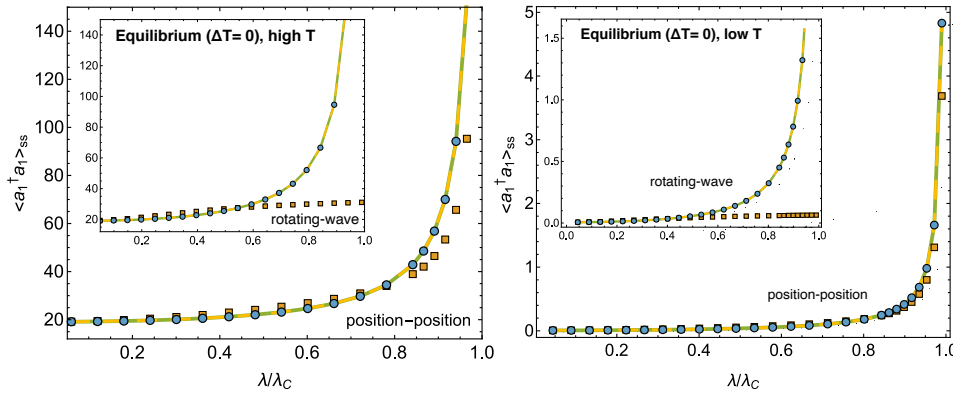 Equilibrium (ΔT= 0), high T
140
120
100
80
60
40
20
0.2 0.4 0.6 0.8 1.0
rotating-wave
<a₁†a₁>ss
140
120
100
80
60
40
20
position–position
0.2 0.4 0.6 0.8 1.0
λ/λC
Equilibrium (ΔT= 0), low T
1.5
1.0
0.5
0.0
0.0 0.2 0.4 0.6 0.8 1.0
rotating-wave
<a₁†a₁>ss
5
4
3
2
1
0
position-position
0.2 0.4 0.6 0.8 1.0
λ/λC